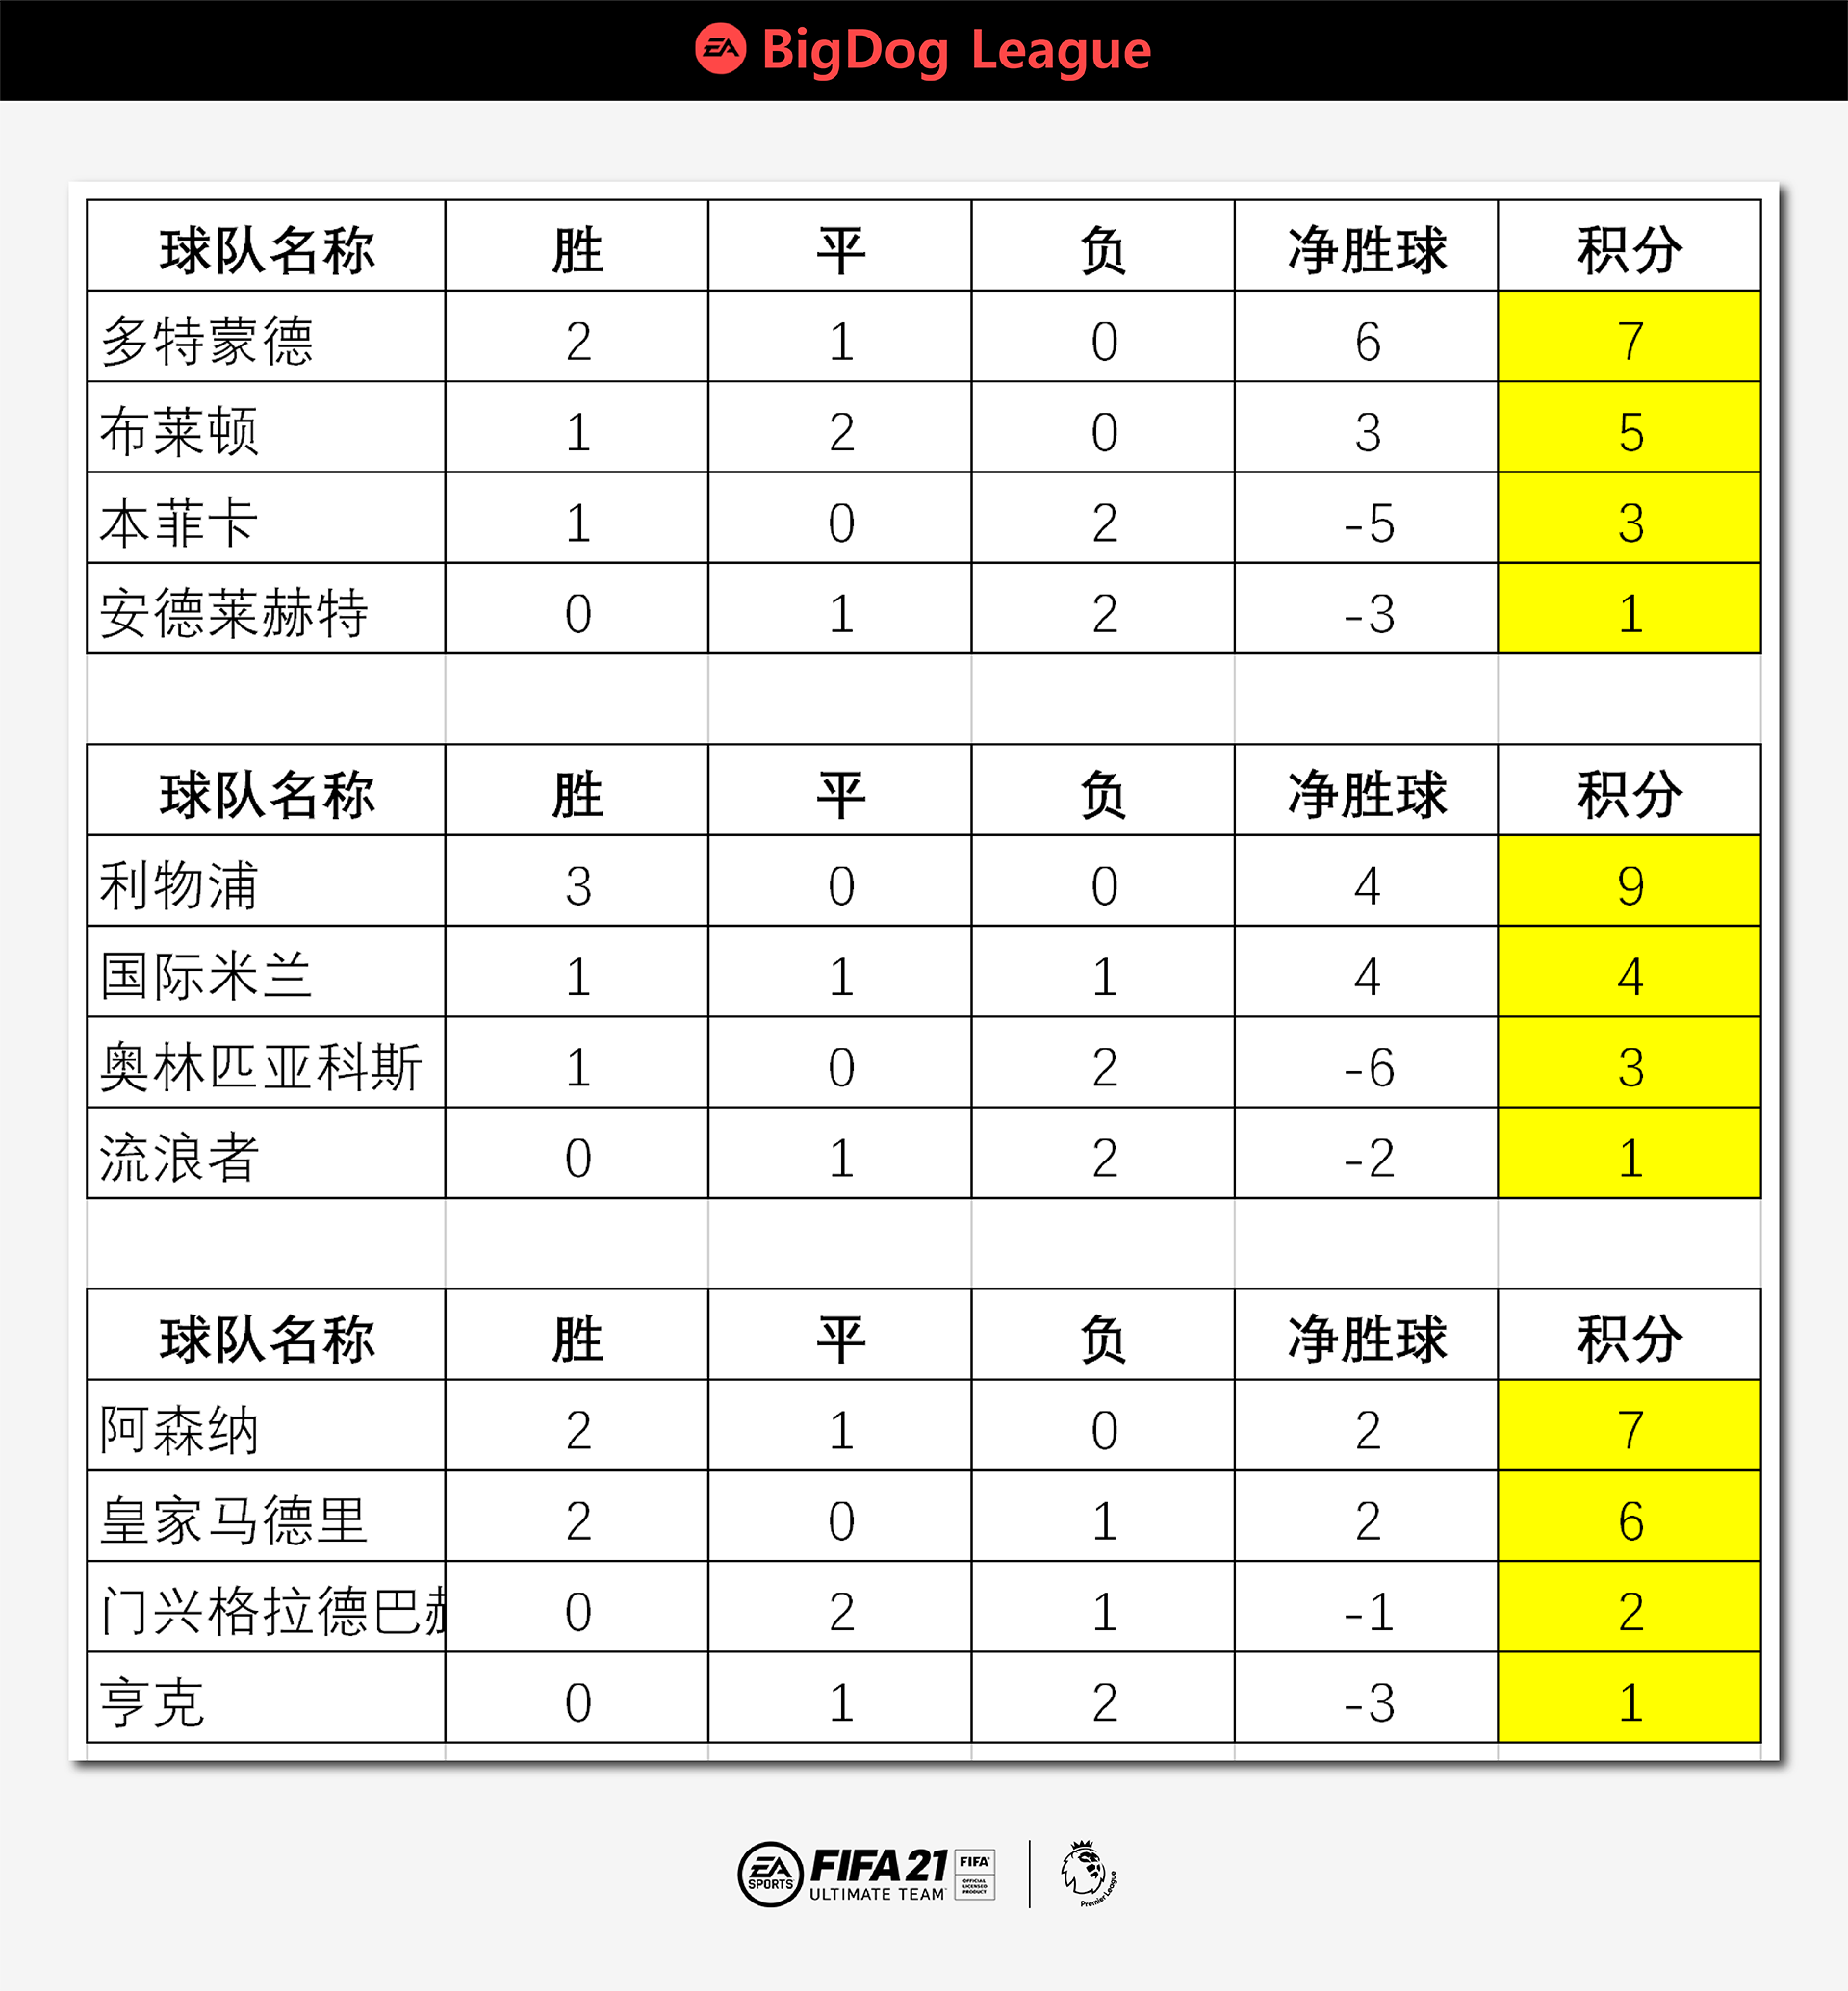 EA BigDog League
球队名称 胜 平 负 净胜球 积分
多特蒙德 2 1 0 6 7
布莱顿 1 2 0 3 5
本菲卡 1 0 2 -5 3
安德莱赫特 0 1 2 -3 1
球队名称 胜 平 负 净胜球 积分
利物浦 3 0 0 4 9
国际米兰 1 1 1 4 4
奥林匹亚科斯 1 0 2 -6 3
流浪者 0 1 2 -2 1
球队名称 胜 平 负 净胜球 积分
阿森纳 2 1 0 2 7
皇家马德里 2 0 1 2 6
门兴格拉德巴赫 0 2 1 -1 2
亨克 0 1 2 -3 1
EA SPORTS FIFA 21 ULTIMATE TEAM FIFA OFFICIAL LICENSED PRODUCT Premier League